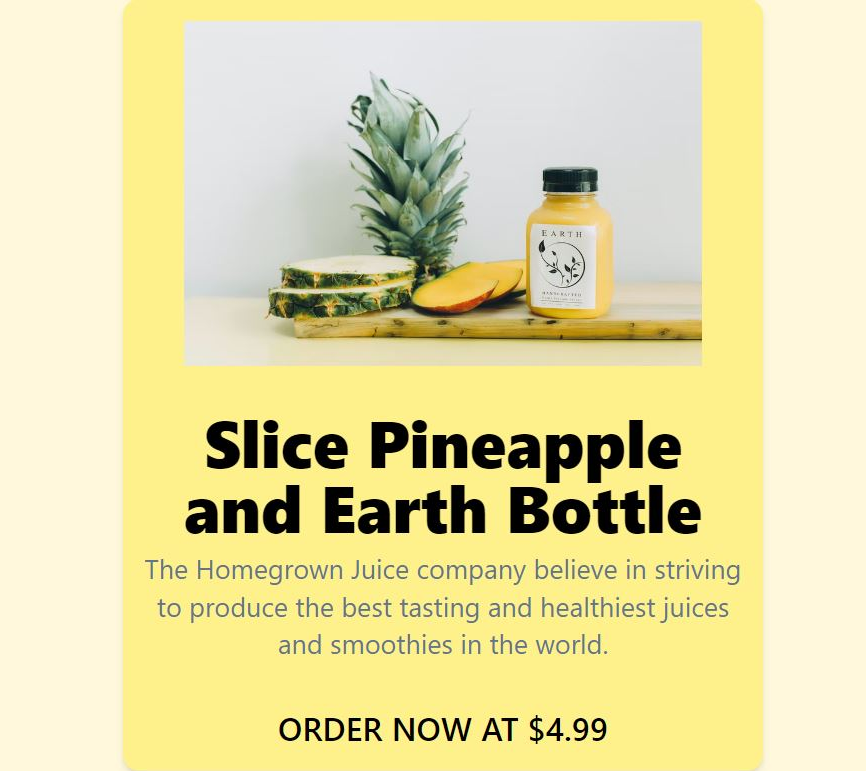 EARTH
HANDCRAFTED
Slice Pineapple
and Earth Bottle
The Homegrown Juice company believe in striving
to produce the best tasting and healthiest juices
and smoothies in the world.
ORDER NOW AT $4.99